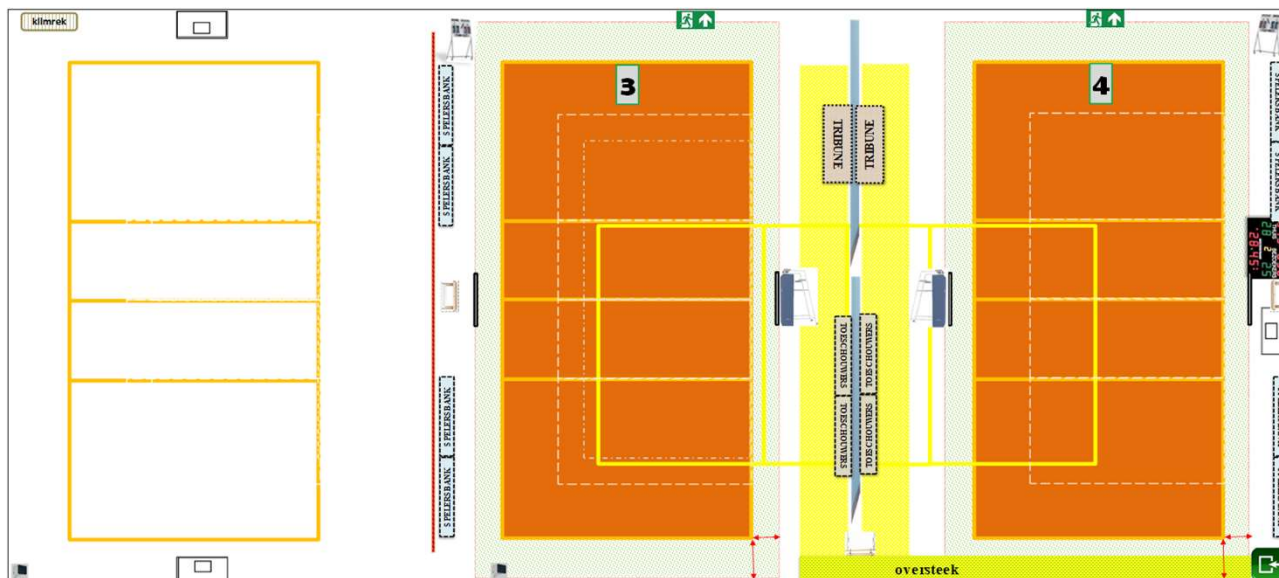 klimrek
3
4
SPELERSBANK
SPELERSBANK
SPELERSBANK
SPELERSBANK
TRIBUNE
TRIBUNE
TOESCHOUWERS
TOESCHOUWERS
TOESCHOUWERS
TOESCHOUWERS
oversteek